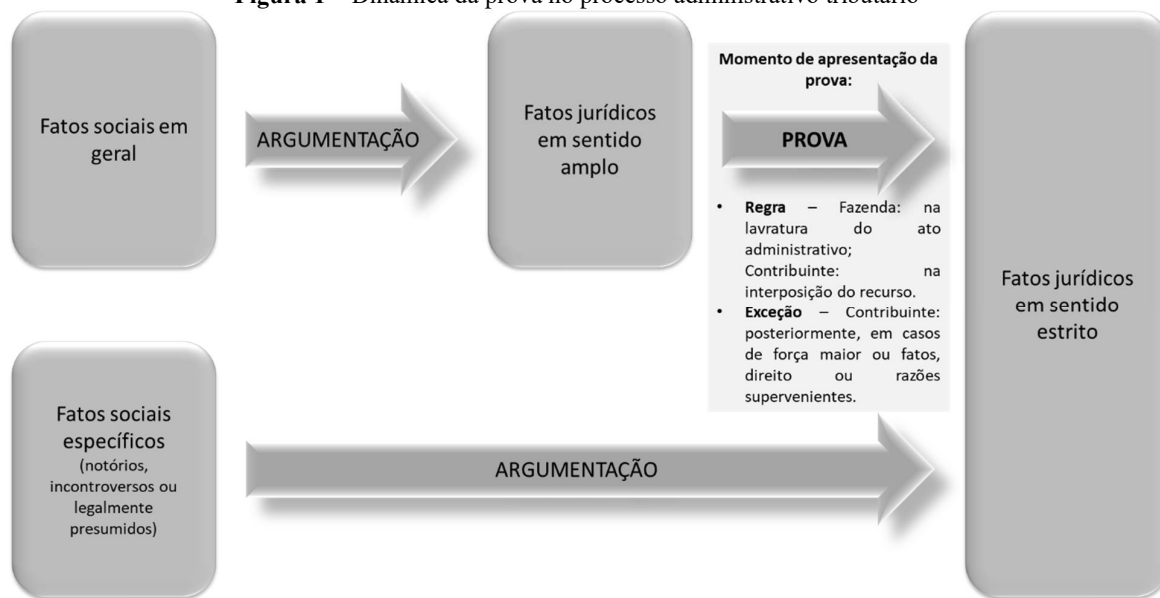 Figura 1 – Dinâmica da prova no processo administrativo tributário
Fatos sociais em
geral
ARGUMENTAÇÃO
Fatos jurídicos
em sentido
amplo
Momento de apresentação da
prova:
PROVA
• Regra – Fazenda: na
lavratura do ato
administrativo;
Contribuinte: na
interposição do recurso.
• Exceção – Contribuinte:
posteriormente, em casos
de força maior ou fatos,
direito ou razões
supervenientes.
Fatos jurídicos
em sentido
estrito
Fatos sociais
específicos
(notórios,
incontroversos ou
legalmente
presumidos)
ARGUMENTAÇÃO